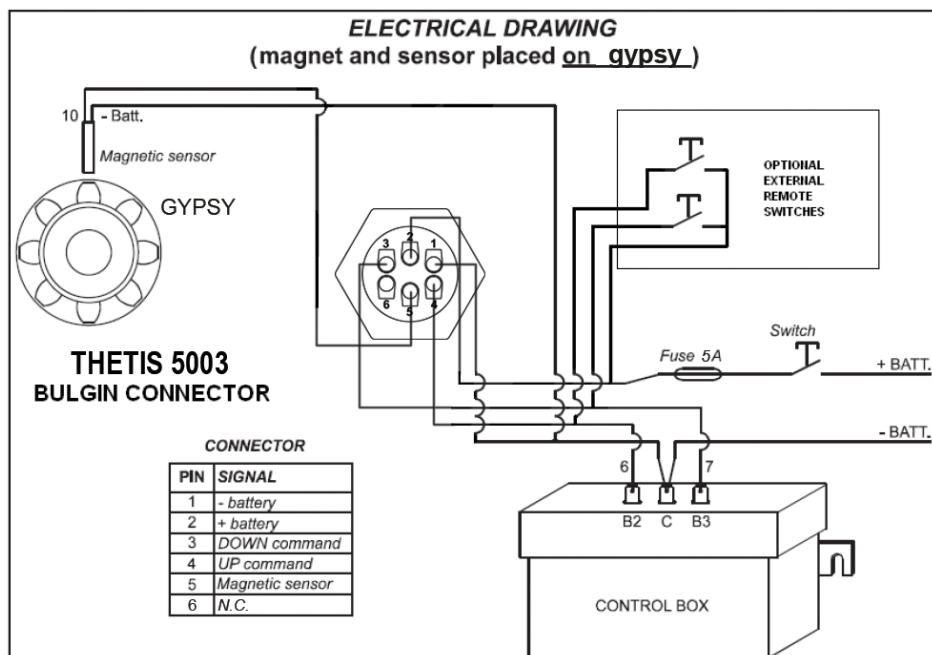 ELECTRICAL DRAWING
(magnet and sensor placed on gypsy )
10
- Batt.
Magnetic sensor
GYPSY
OPTIONAL
EXTERNAL
REMOTE
SWITCHES
3
2
1
6
5
4
THETIS 5003
BULGIN CONNECTOR
Fuse 5A
Switch
+ BATT.
- BATT.
CONNECTOR
PIN SIGNAL
1 - battery
2 + battery
3 DOWN command
4 UP command
5 Magnetic sensor
6 N.C.
6
7
B2
C
B3
CONTROL BOX